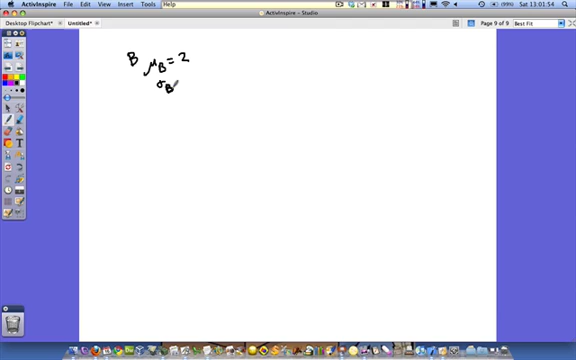 ActivInspire File Edit View Insert Tools Help
(99%) Sat 13:01:54
ActivInspire – Studio
Desktop Flipchart* Untitled* Page 9 of 9 Best Fit
B μB = 2
σB